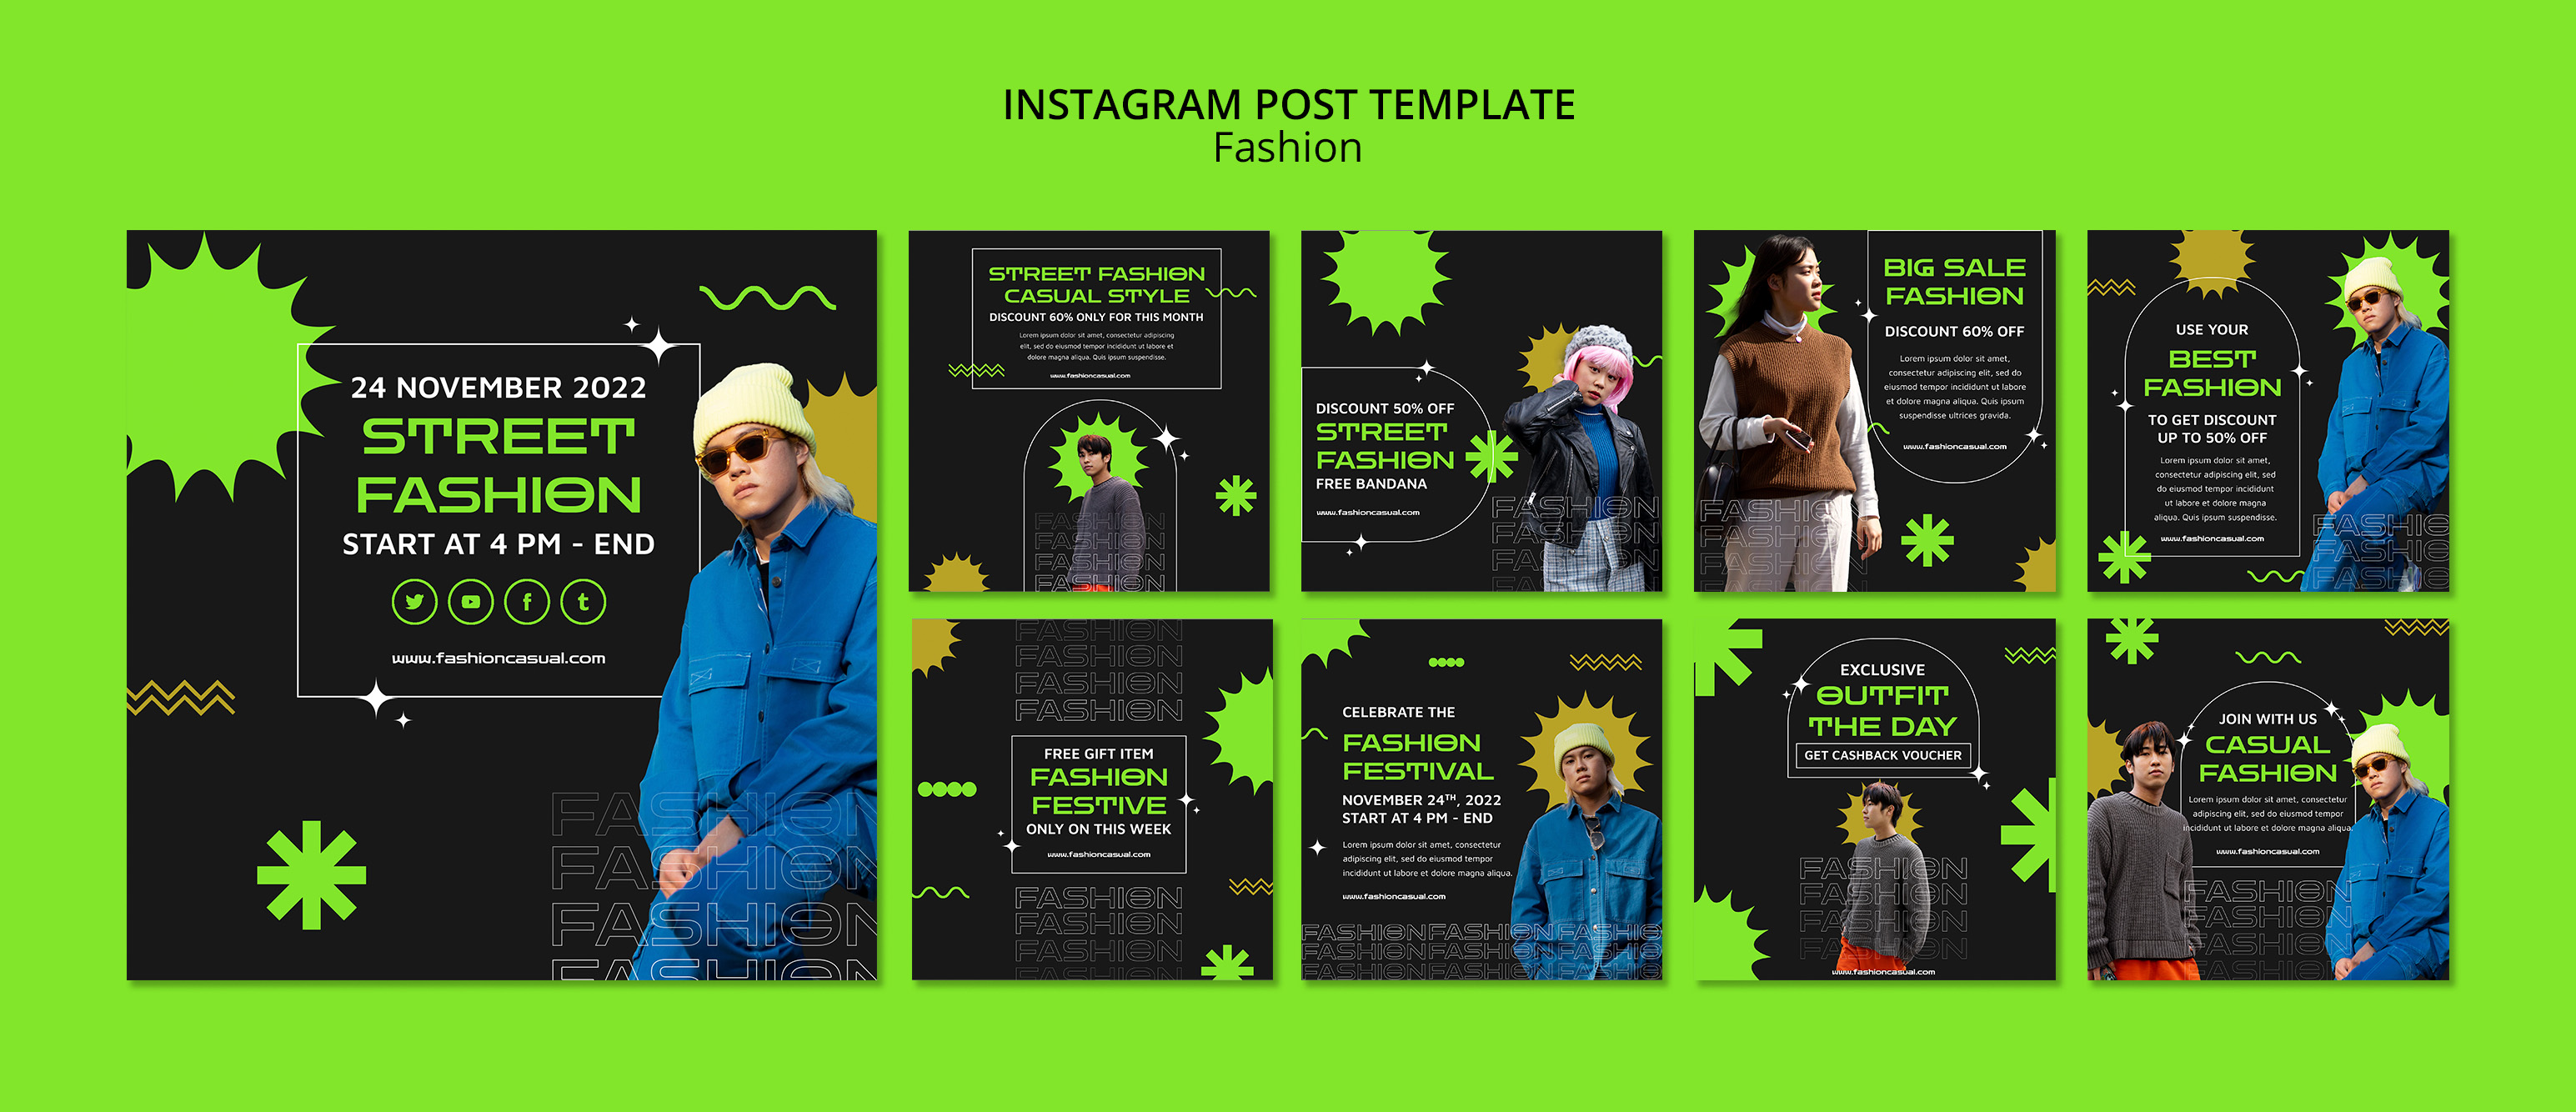 INSTAGRAM POST TEMPLATE
Fashion
24 NOVEMBER 2022
STREET
FASHION
START AT 4 PM - END
www.fashioncasual.com
FASHION
FASHION
FASHION
FASHION
STREET FASHION
CASUAL STYLE
DISCOUNT 60% ONLY FOR THIS MONTH
Lorem ipsum dolor sit amet, consectetur adipiscing
elit, sed do eiusmod tempor incididunt ut labore et
dolore magna aliqua. Quis ipsum suspendisse.
www.fashioncasual.com
FASHION
FASHION
FASHION
FASHION
DISCOUNT 50% OFF
STREET
FASHION
FREE BANDANA
www.fashioncasual.com
FASHION
FASHION
FASHION
FASHION
BIG SALE
FASHION
DISCOUNT 60% OFF
Lorem ipsum dolor sit amet,
consectetur adipiscing elit, sed do
eiusmod tempor incididunt ut labore
et dolore magna aliqua. Quis ipsum
suspendisse ultrices gravida.
www.fashioncasual.com
FASHION
FASHION
FASHION
FASHION
USE YOUR
BEST
FASHION
TO GET DISCOUNT
UP TO 50% OFF
Lorem ipsum dolor sit amet,
consectetur adipiscing elit, sed
do eiusmod tempor incididunt
ut labore et dolore magna
aliqua. Quis ipsum suspendisse.
www.fashioncasual.com
FASHIO
FASHIO
FASHIO
FASHION
FASHION
FASHION
FASHION
FREE GIFT ITEM
FASHION
FESTIVE
ONLY ON THIS WEEK
www.fashioncasual.com
FASHION
FASHION
FASHION
FASHION
CELEBRATE THE
FASHION
FESTIVAL
NOVEMBER 24TH, 2022
START AT 4 PM - END
Lorem ipsum dolor sit amet, consectetur
adipiscing elit, sed do eiusmod tempor
incididunt ut labore et dolore magna aliqua.
www.fashioncasual.com
FASHION FASHION FASHIO
FASHION FASHION FASHIO
FASHION FASHION FASHIO
EXCLUSIVE
OUTFIT
THE DAY
GET CASHBACK VOUCHER
FASHION
FASHION
FASHION
FASHION
www.fashioncasual.com
JOIN WITH US
CASUAL
FASHION
Lorem ipsum dolor sit amet, consectetur
adipiscing elit, sed do eiusmod tempor
incididunt ut labore et dolore magna aliqua.
www.fashioncasual.com
FASHION
FASHION
FASHION
FASHION